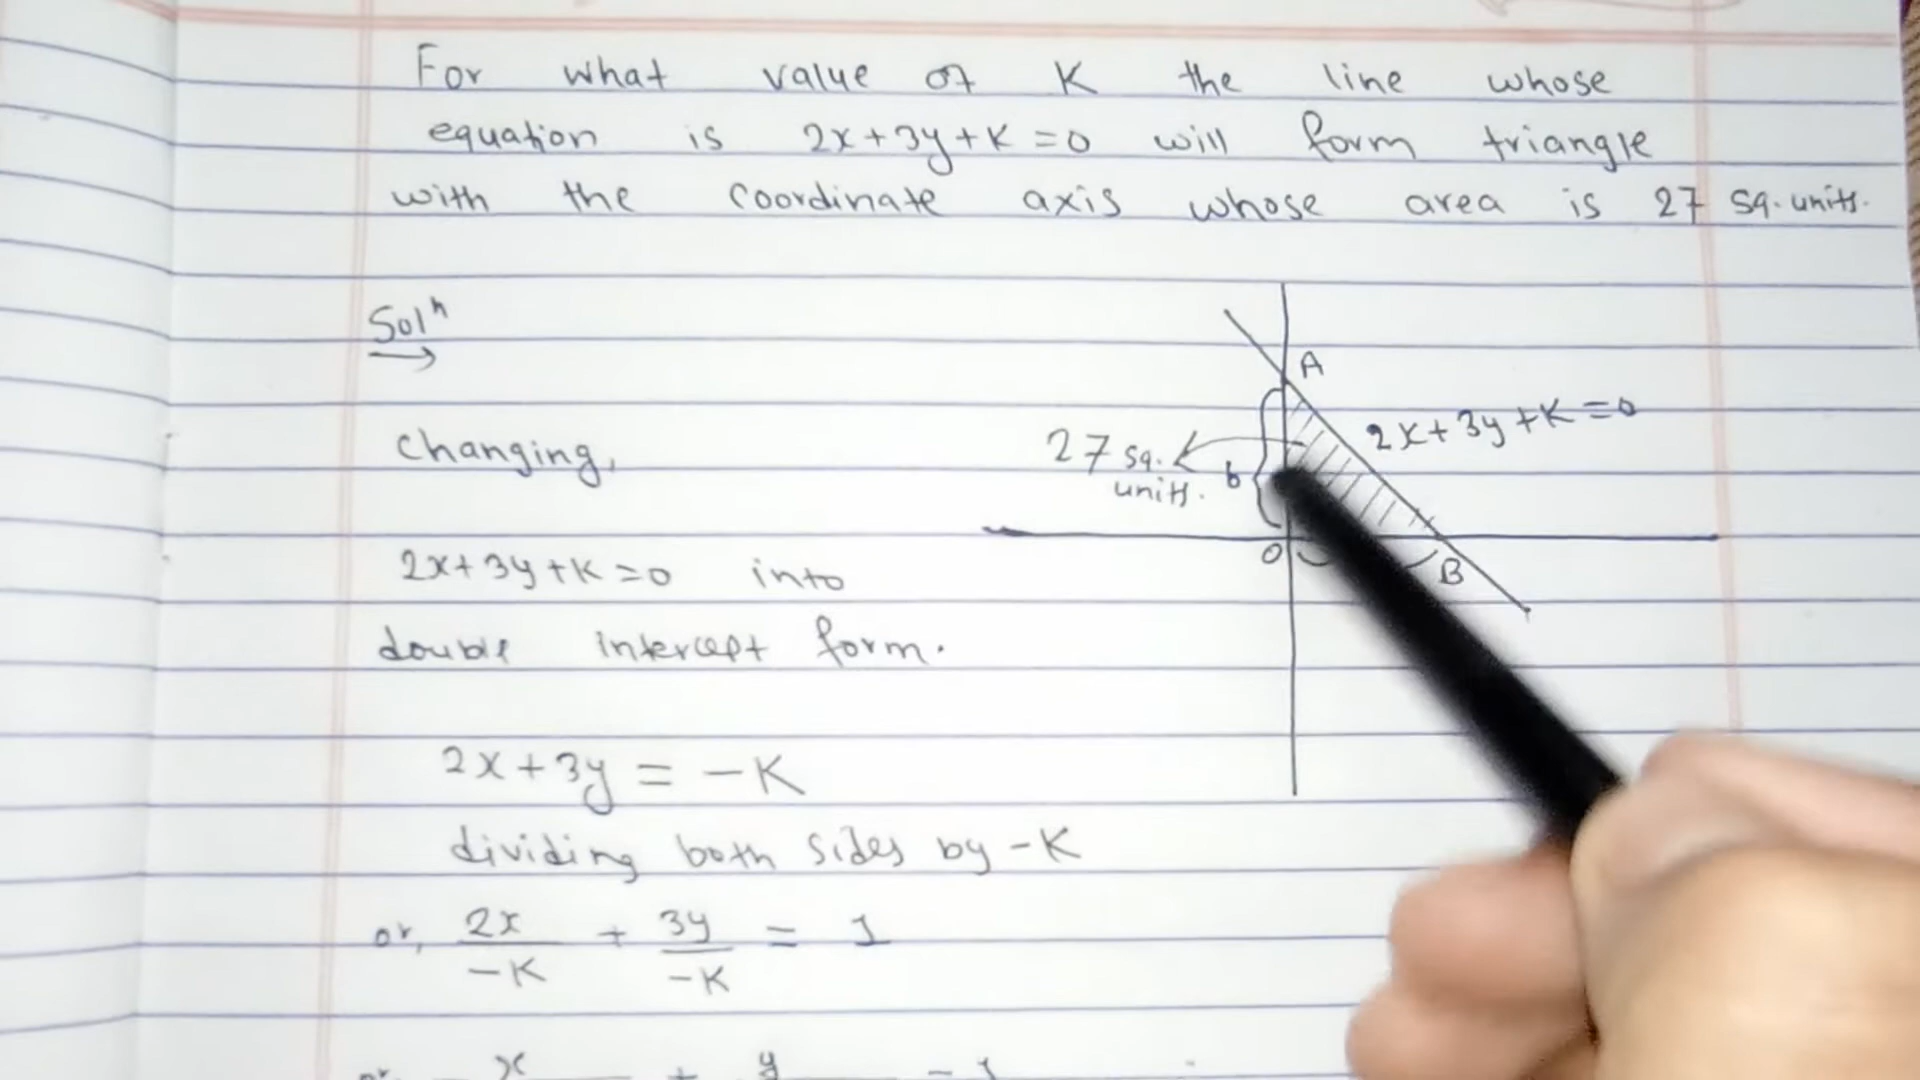 For what value of K the line whose
equation is 2x+3y+K=0 will form triangle
with the coordinate axis whose area is 27 sq. units.
Solⁿ
A
2x+3y+K=0
27 sq.
units.
b
O
B
Changing,
2x+3y+K=0 into
double intercept form.
2x+3y = -K
dividing both sides by -K
or, 2x/-K + 3y/-K = 1
x + y = 1